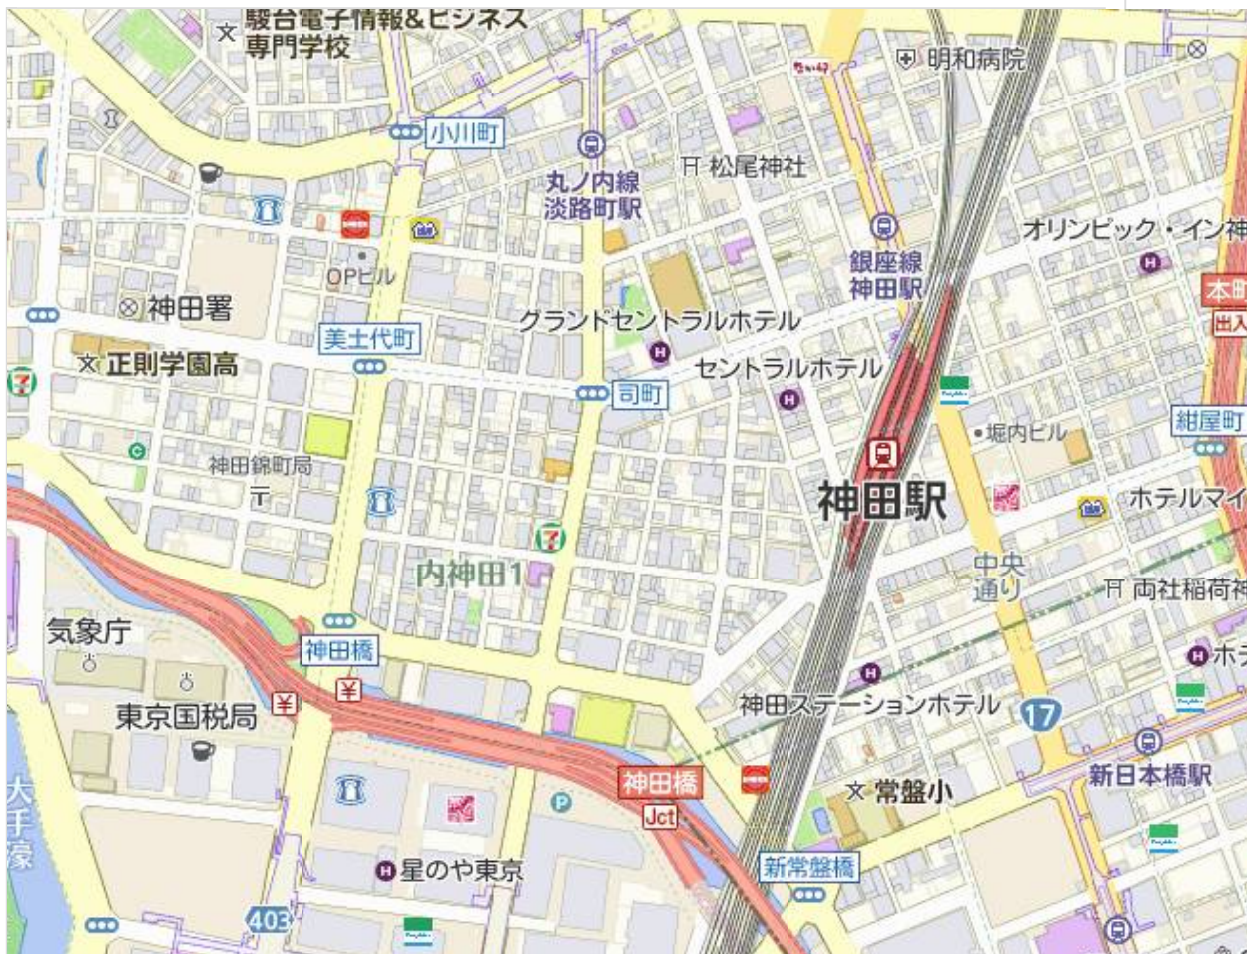 駿台電子情報&ビジネス
専門学校
明和病院
小川町
松尾神社
丸ノ内線
淡路町駅
オリンピック・イン神
銀座線
神田駅
OPビル
本町
神田署
出入
グランドセントラルホテル
美土代町
正則学園高
セントラルホテル
7
司町
紺屋町
堀内ビル
C
神田錦町局
〒
神田駅
ホテルマイ
7
内神田1
中央
通り
両社稲荷神
気象庁
神田橋
ホテ
¥
¥
神田ステーションホテル
東京国税局
17
新日本橋駅
神田橋
常盤小
大手濠
P
Jct
星のや東京
新常盤橋
403